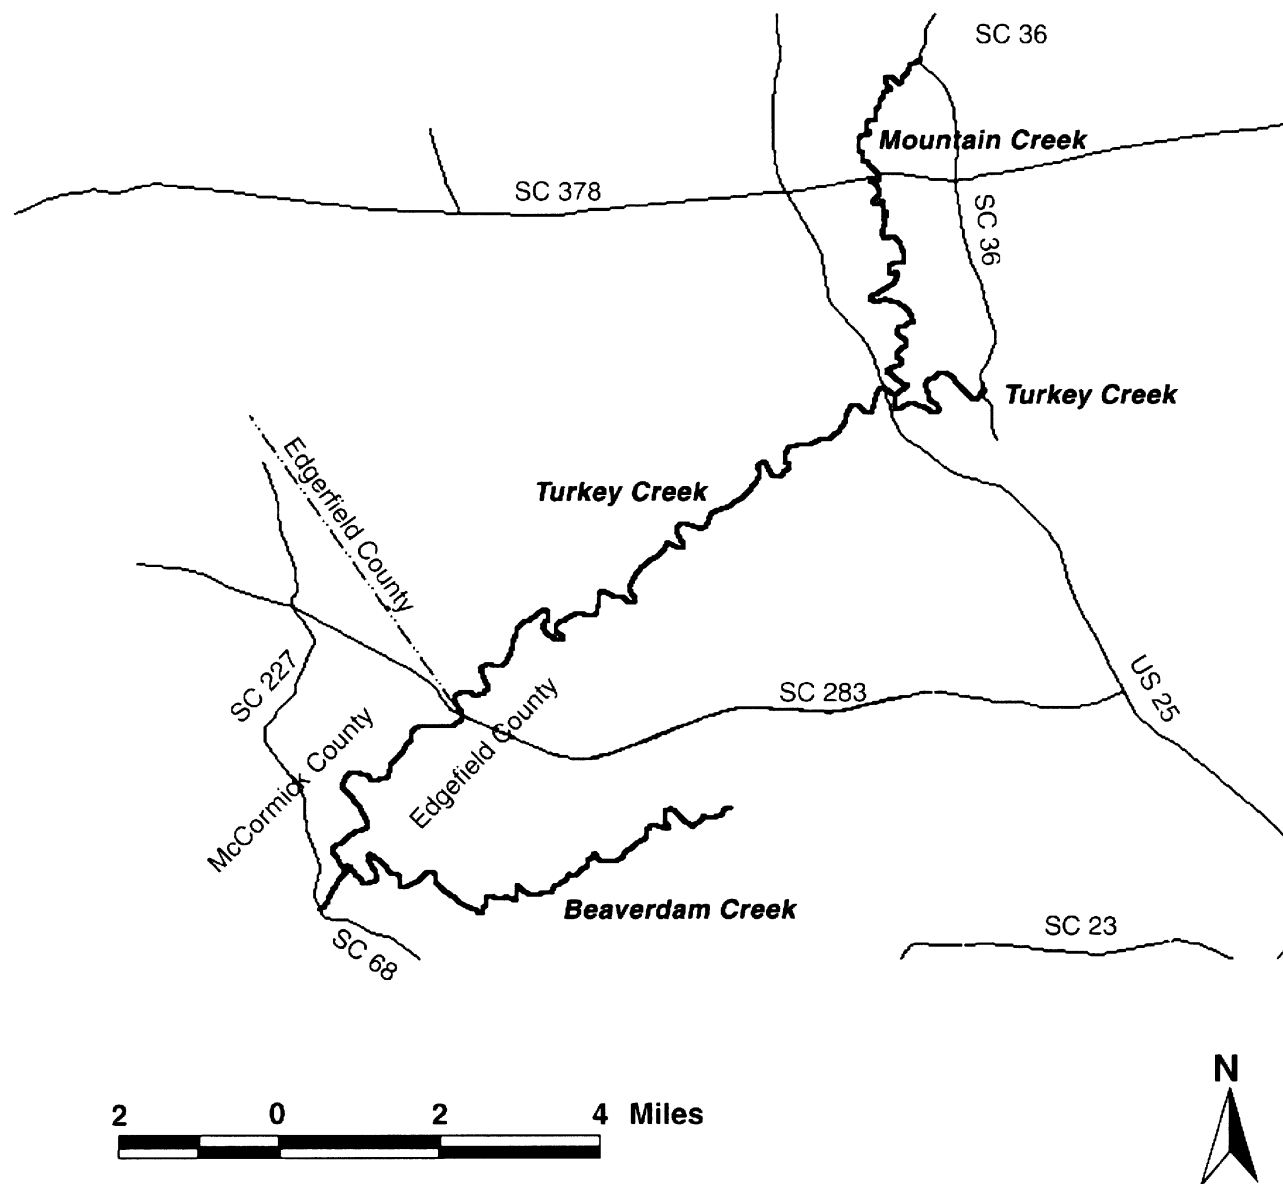 SC 36
Mountain Creek
SC 378
SC 36
Turkey Creek
Edgerfield County
Turkey Creek
SC 227
SC 283
US 25
McCormick County
Edgefield County
Beaverdam Creek
SC 23
SC 68
N
2 0 2 4 Miles